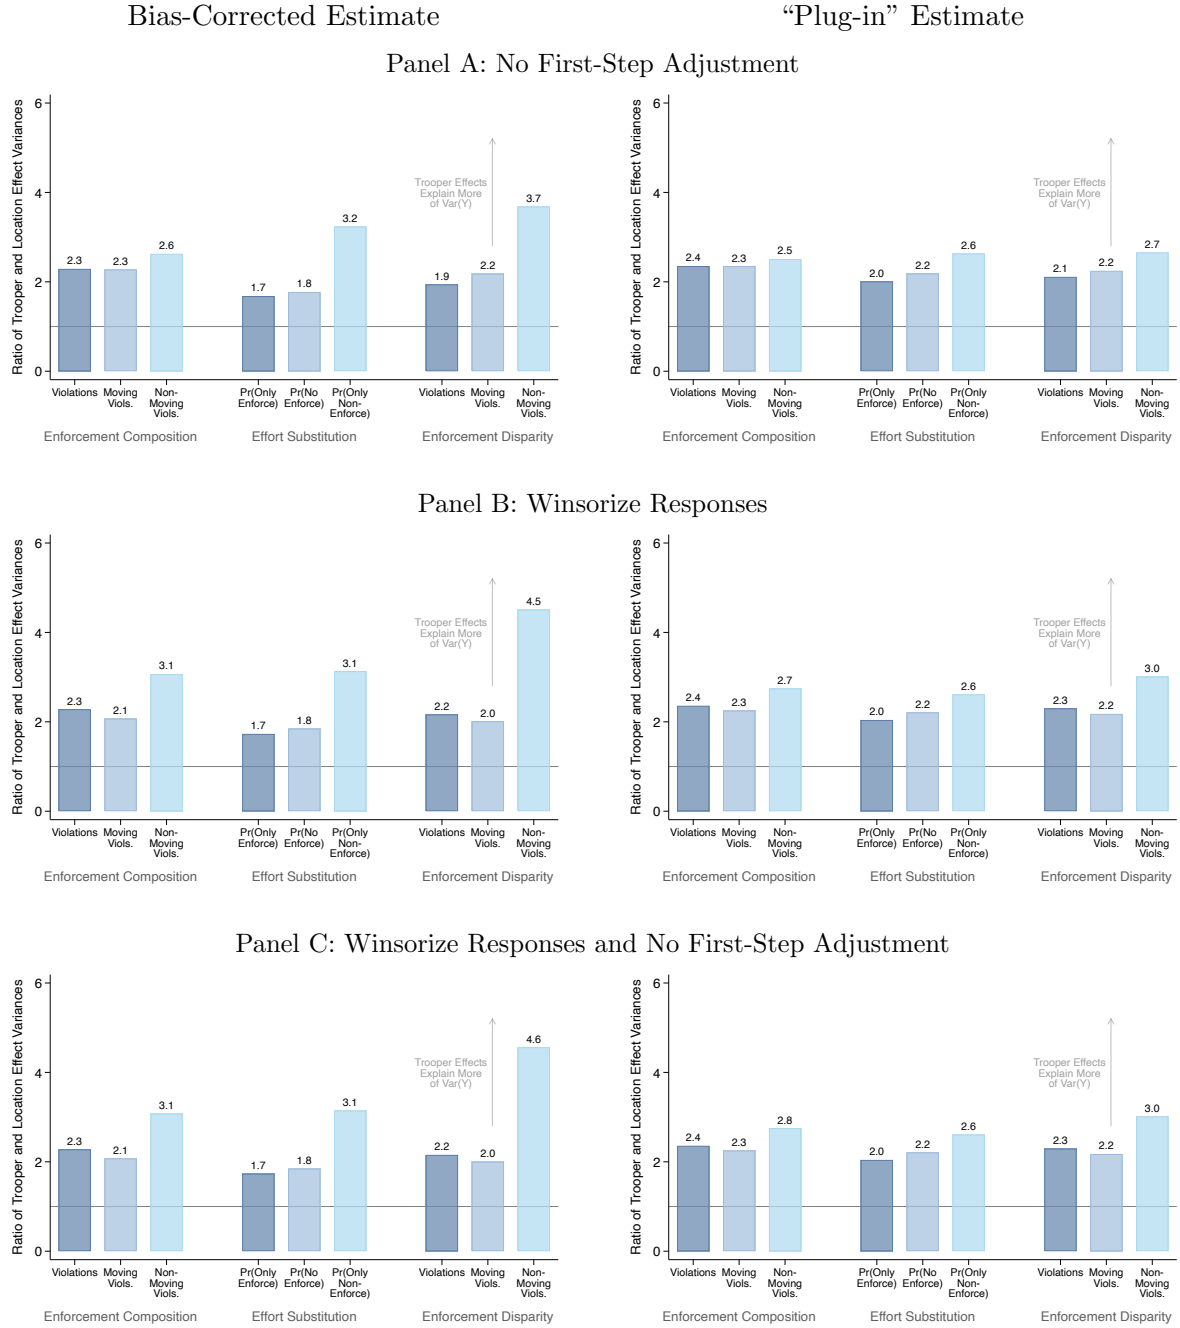 Bias-Corrected Estimate
“Plug-in” Estimate
Panel A: No First-Step Adjustment
Ratio of Trooper and Location Effect Variances
6
4
2
0
2.3
2.3
2.6
1.7
1.8
3.2
1.9
2.2
3.7
Trooper Effects
Explain More
of Var(Y)
Violations
Moving
Viols.
Non-
Moving
Viols.
Pr(Only
Enforce)
Pr(No
Enforce)
Pr(Only
Non-
Enforce)
Violations
Moving
Viols.
Non-
Moving
Viols.
Enforcement Composition
Effort Substitution
Enforcement Disparity
Ratio of Trooper and Location Effect Variances
6
4
2
0
2.4
2.3
2.5
2.0
2.2
2.6
2.1
2.2
2.7
Trooper Effects
Explain More
of Var(Y)
Violations
Moving
Viols.
Non-
Moving
Viols.
Pr(Only
Enforce)
Pr(No
Enforce)
Pr(Only
Non-
Enforce)
Violations
Moving
Viols.
Non-
Moving
Viols.
Enforcement Composition
Effort Substitution
Enforcement Disparity
Panel B: Winsorize Responses
Ratio of Trooper and Location Effect Variances
6
4
2
0
2.3
2.1
3.1
1.7
1.8
3.1
2.2
2.0
4.5
Trooper Effects
Explain More
of Var(Y)
Violations
Moving
Viols.
Non-
Moving
Viols.
Pr(Only
Enforce)
Pr(No
Enforce)
Pr(Only
Non-
Enforce)
Violations
Moving
Viols.
Non-
Moving
Viols.
Enforcement Composition
Effort Substitution
Enforcement Disparity
Ratio of Trooper and Location Effect Variances
6
4
2
0
2.4
2.3
2.7
2.0
2.2
2.6
2.3
2.2
3.0
Trooper Effects
Explain More
of Var(Y)
Violations
Moving
Viols.
Non-
Moving
Viols.
Pr(Only
Enforce)
Pr(No
Enforce)
Pr(Only
Non-
Enforce)
Violations
Moving
Viols.
Non-
Moving
Viols.
Enforcement Composition
Effort Substitution
Enforcement Disparity
Panel C: Winsorize Responses and No First-Step Adjustment
Ratio of Trooper and Location Effect Variances
6
4
2
0
2.3
2.1
3.1
1.7
1.8
3.1
2.2
2.0
4.6
Trooper Effects
Explain More
of Var(Y)
Violations
Moving
Viols.
Non-
Moving
Viols.
Pr(Only
Enforce)
Pr(No
Enforce)
Pr(Only
Non-
Enforce)
Violations
Moving
Viols.
Non-
Moving
Viols.
Enforcement Composition
Effort Substitution
Enforcement Disparity
Ratio of Trooper and Location Effect Variances
6
4
2
0
2.4
2.3
2.8
2.0
2.2
2.6
2.3
2.2
3.0
Trooper Effects
Explain More
of Var(Y)
Violations
Moving
Viols.
Non-
Moving
Viols.
Pr(Only
Enforce)
Pr(No
Enforce)
Pr(Only
Non-
Enforce)
Violations
Moving
Viols.
Non-
Moving
Viols.
Enforcement Composition
Effort Substitution
Enforcement Disparity